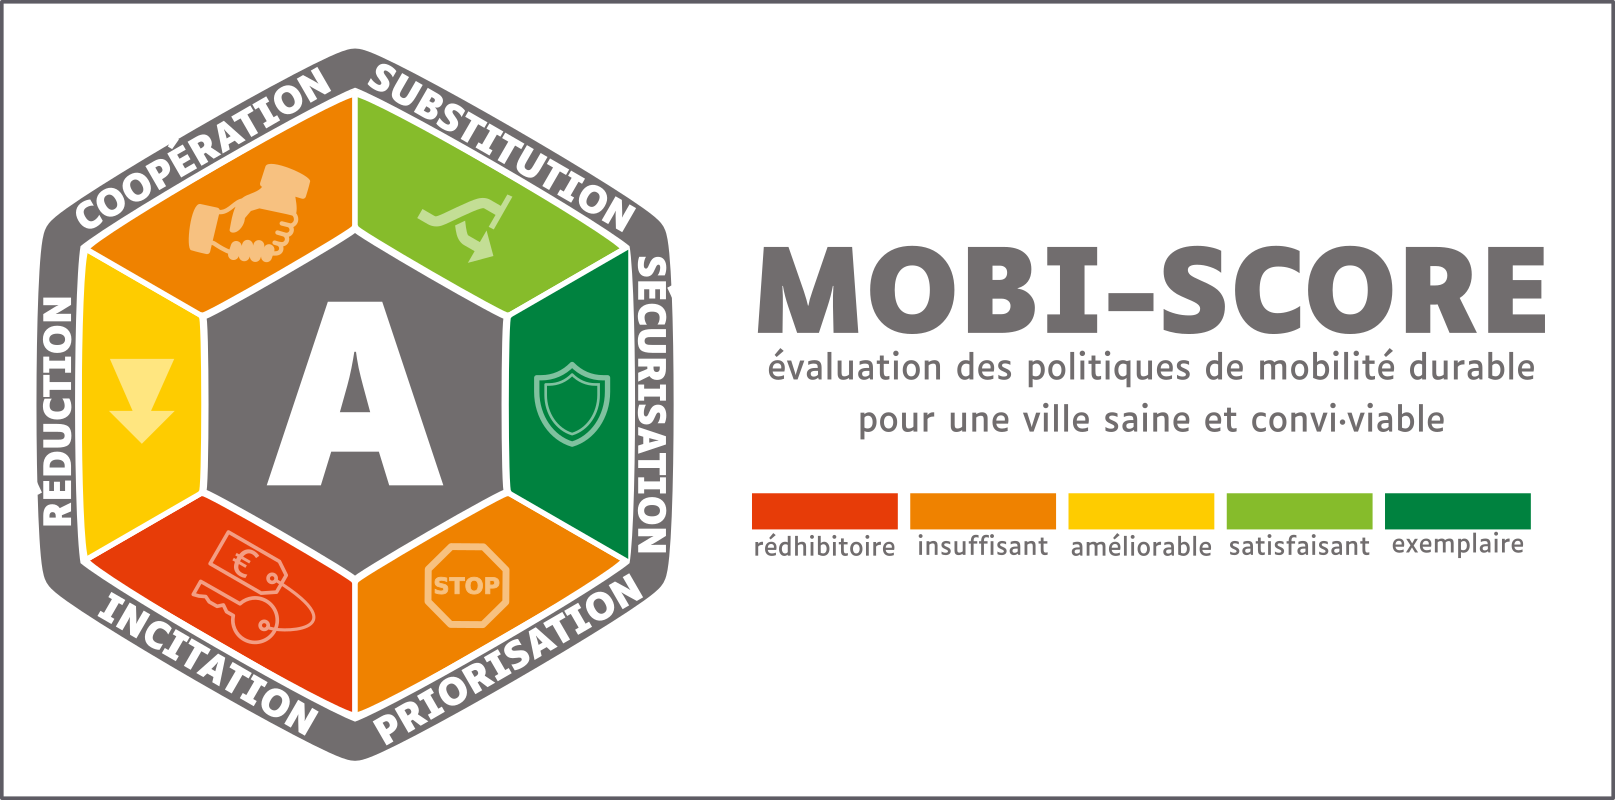 COOPÉRATION
SUBSTITUTION
SÉCURISATION
PRIORISATION
INCITATION
RÉDUCTION
A
€
STOP
MOBI-SCORE
évaluation des politiques de mobilité durable
pour une ville saine et convi·viable
rédhibitoire insuffisant améliorable satisfaisant exemplaire